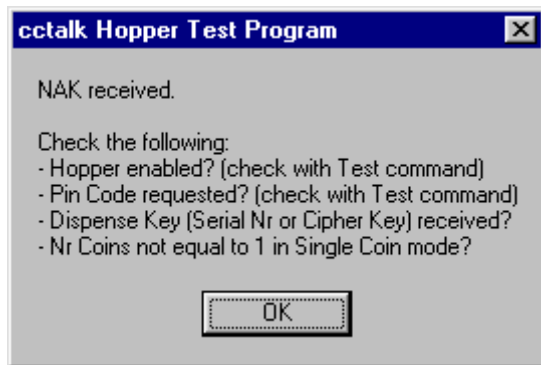 cctalk Hopper Test Program
NAK received.
Check the following:
- Hopper enabled? (check with Test command)
- Pin Code requested? (check with Test command)
- Dispense Key (Serial Nr or Cipher Key) received?
- Nr Coins not equal to 1 in Single Coin mode?
OK